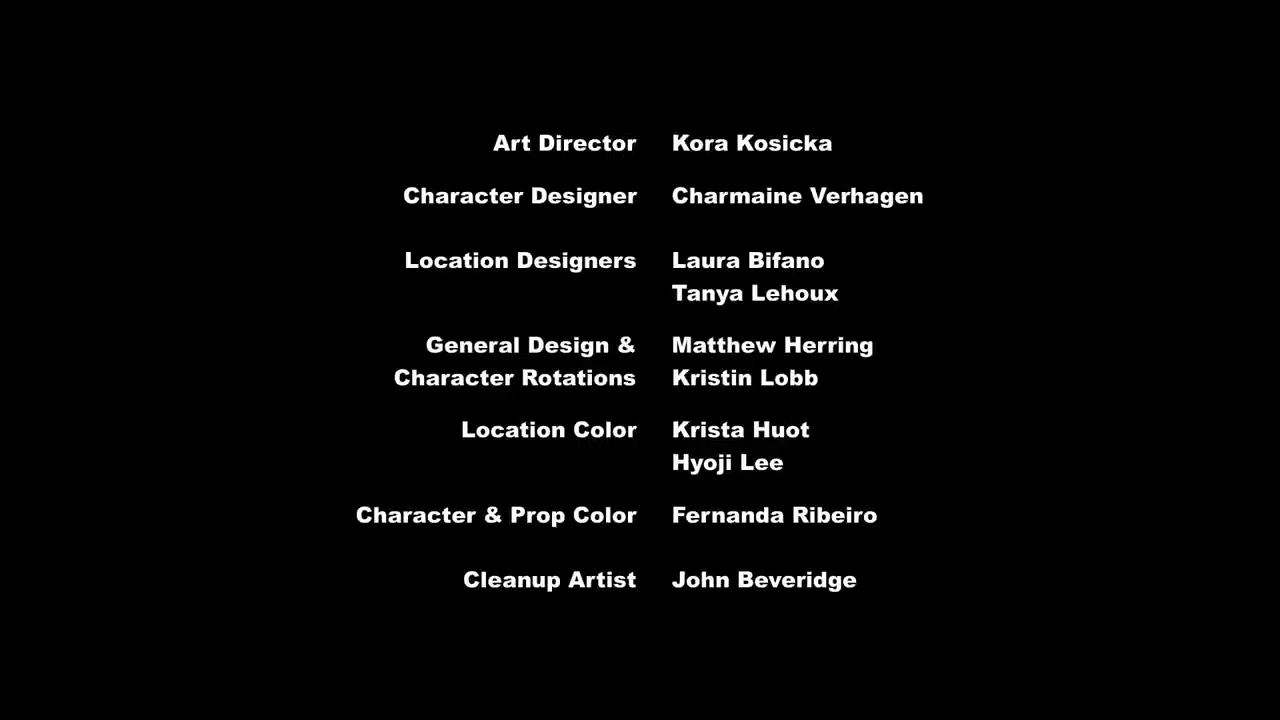 Art Director Kora Kosicka
Character Designer Charmaine Verhagen
Location Designers Laura Bifano
Tanya Lehoux
General Design & Matthew Herring
Character Rotations Kristin Lobb
Location Color Krista Huot
Hyoji Lee
Character & Prop Color Fernanda Ribeiro
Cleanup Artist John Beveridge